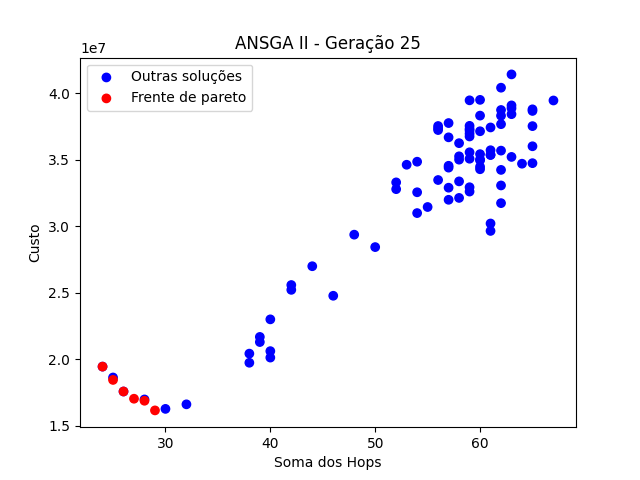 ANSGA II - Geração 25
1e7
Outras soluções
Frente de pareto
4.0
3.5
3.0
2.5
2.0
1.5
Custo
30
40
50
60
Soma dos Hops